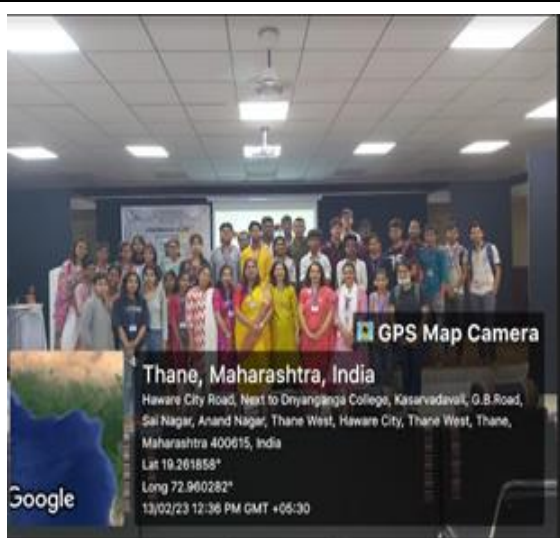 GPS Map Camera
Thane, Maharashtra, India
Haware City Road, Next to Dnyanganga College, Kasarvadavali, G.B.Road,
Sai Nagar, Anand Nagar, Thane West, Haware City, Thane West, Thane,
Maharashtra 400615, India
Lat 19.261858°
Long 72.960282°
13/02/23 12:36 PM GMT +05:30
Google